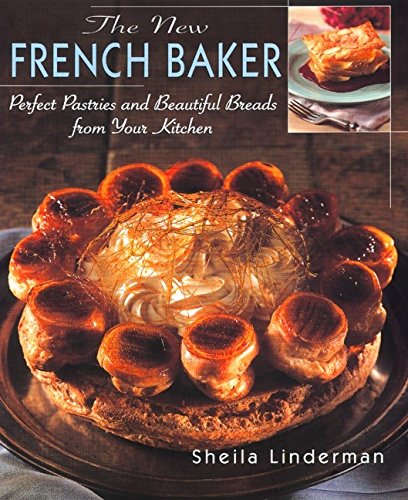 The New
FRENCH BAKER
Perfect Pastries and Beautiful Breads
from Your Kitchen
Sheila Linderman